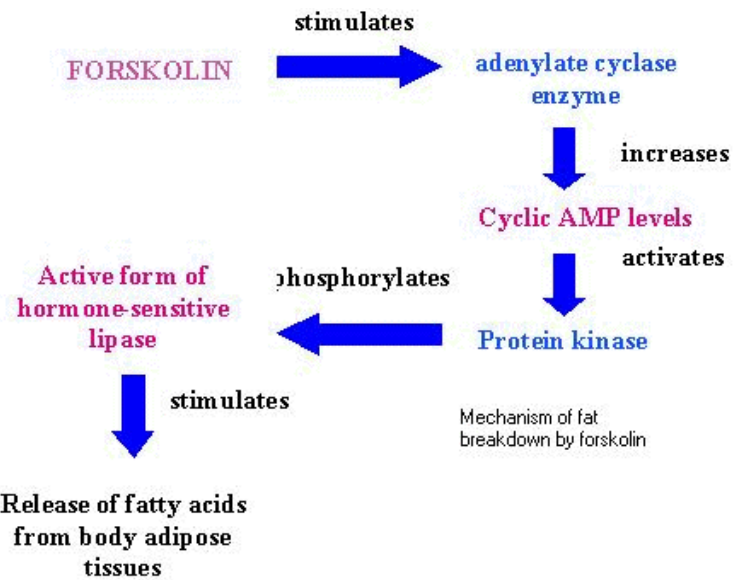 stimulates
FORSKOLIN
adenylate cyclase
enzyme
increases
Cyclic AMP levels
activates
Protein kinase
phosphorylates
Active form of
hormone-sensitive
lipase
stimulates
Release of fatty acids
from body adipose
tissues
Mechanism of fat
breakdown by forskolin